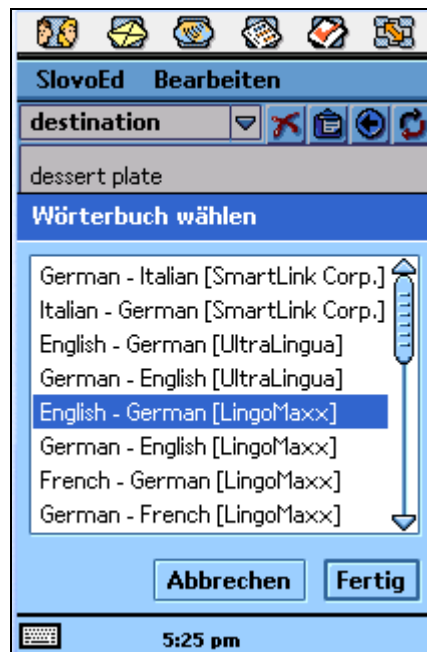 SlovoEd Bearbeiten
destination
dessert plate
Wörterbuch wählen
German - Italian [SmartLink Corp.]
Italian - German [SmartLink Corp.]
English - German [UltraLingua]
German - English [UltraLingua]
English - German [LingoMaxx]
German - English [LingoMaxx]
French - German [LingoMaxx]
German - French [LingoMaxx]
Abbrechen Fertig
5:25 pm